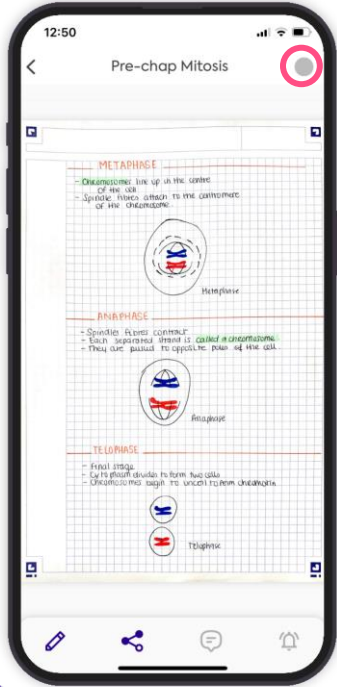 12:50
Pre-chap Mitosis
METAPHASE
- Chromosomes line up in the centre
of the cell
- Spindle fibres attach to the centromere
of the chromosome.
Metaphase
ANAPHASE
- Spindles fibres contract
- Each separated strand is called a chromosome
- They are pulled to opposite poles of the cell
Anaphase
TELOPHASE
- Final stage
- Cytoplasm divides to form two cells
- Chromosomes begin to uncoil to form chromatin
Telophase